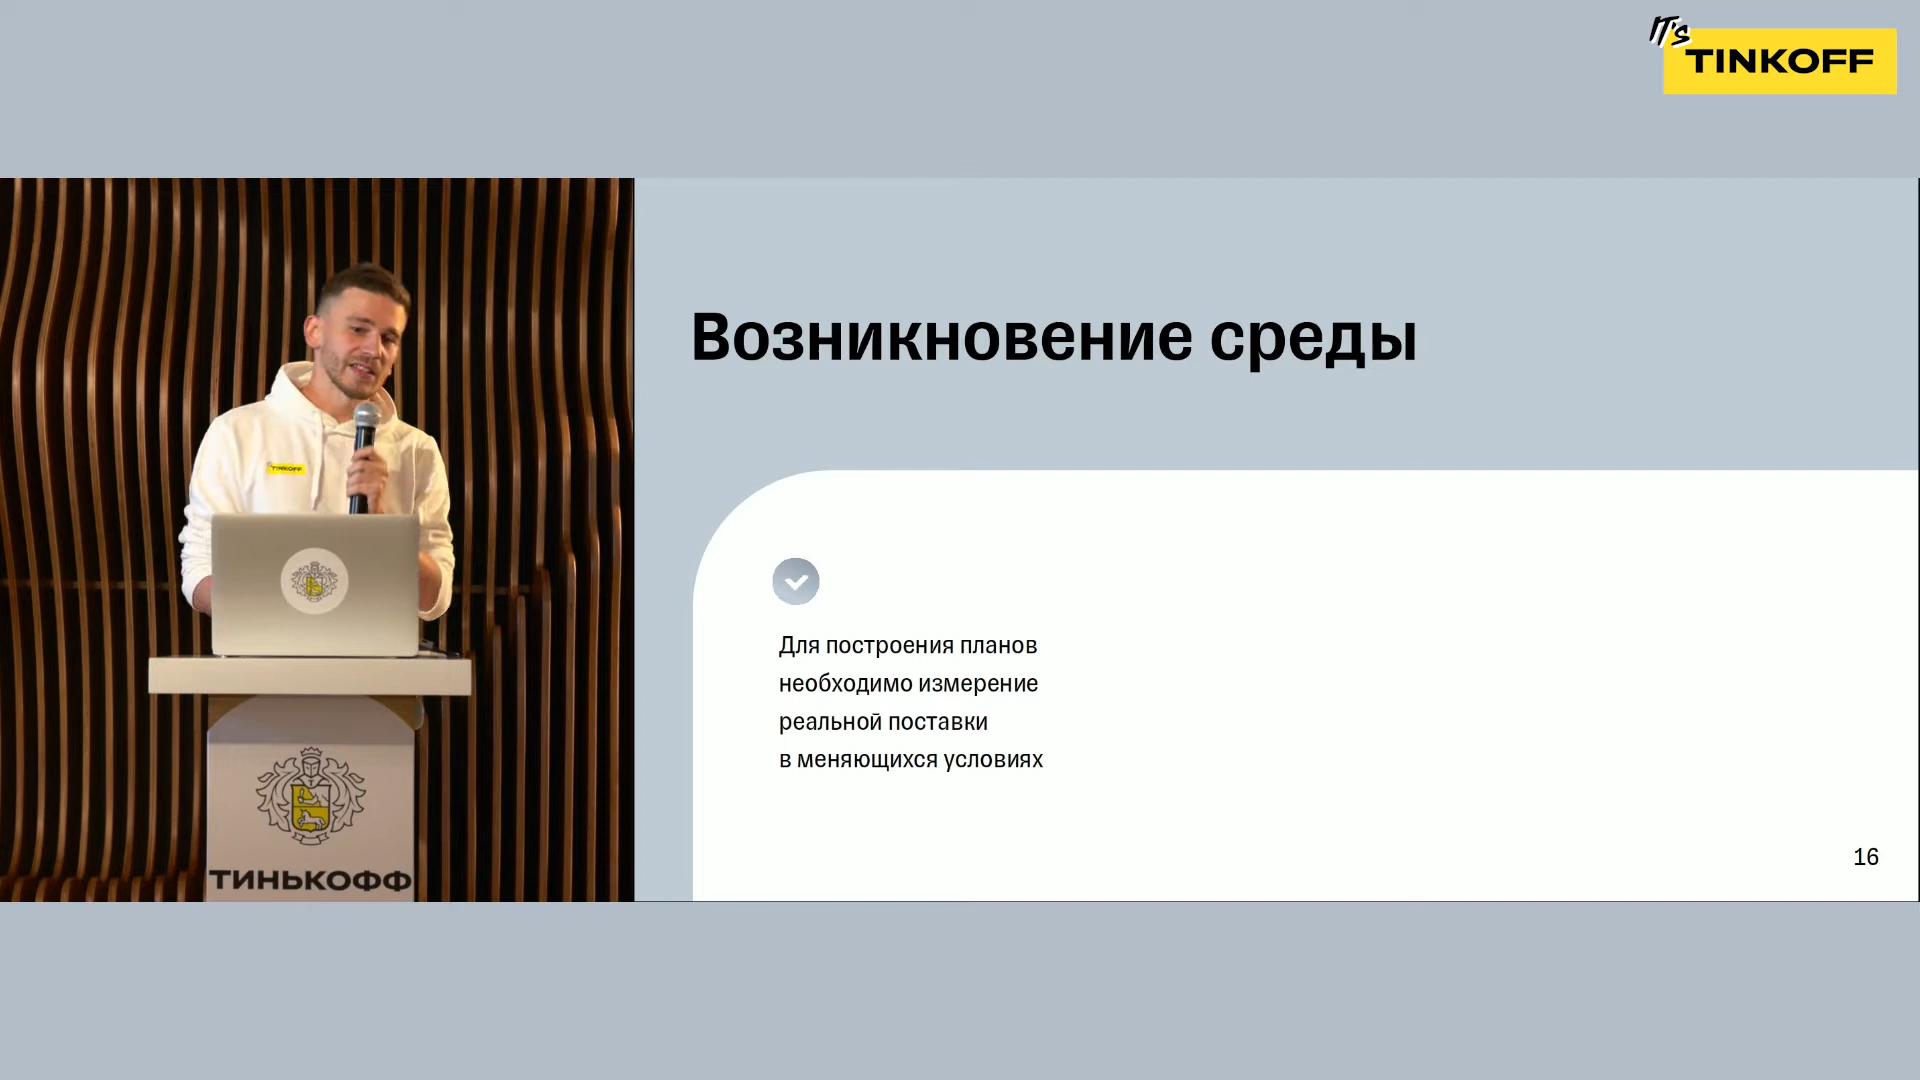 IT's
TINKOFF
Возникновение среды
TINKOFF
Для построения планов
необходимо измерение
реальной поставки
в меняющихся условиях
16
ТИНЬКОФФ